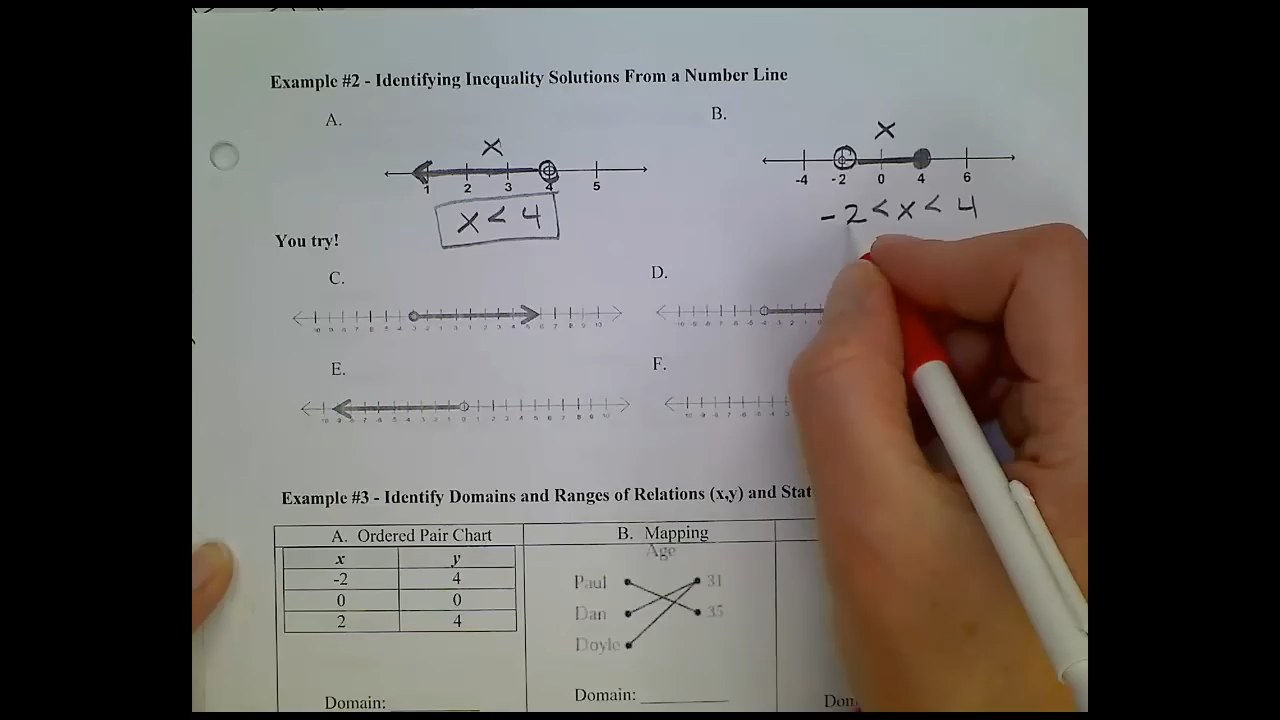 Example #2 - Identifying Inequality Solutions From a Number Line
A.
B.
x
x
1 2 3 4 5
-4 -2 0 4 6
x < 4
-2 < x < 4
You try!
C.
D.
E.
F.
Example #3 - Identify Domains and Ranges of Relations (x,y) and Stat
A. Ordered Pair Chart
B. Mapping
x y
-2 4
0 0
2 4
Age
Paul 31
Dan 35
Doyle
Domain:
Domain:
Dom